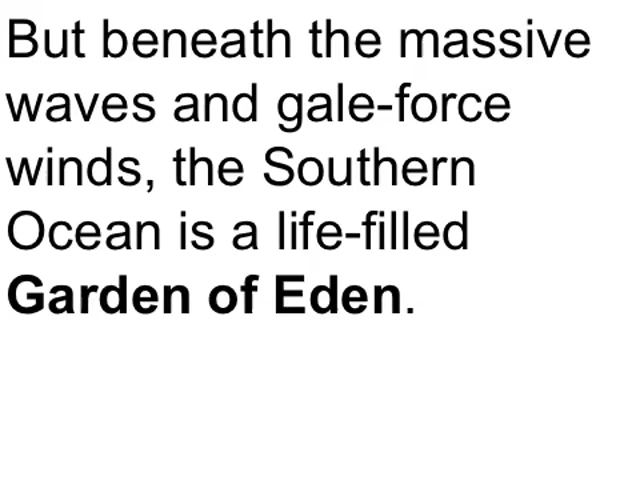 But beneath the massive
waves and gale-force
winds, the Southern
Ocean is a life-filled
Garden of Eden.